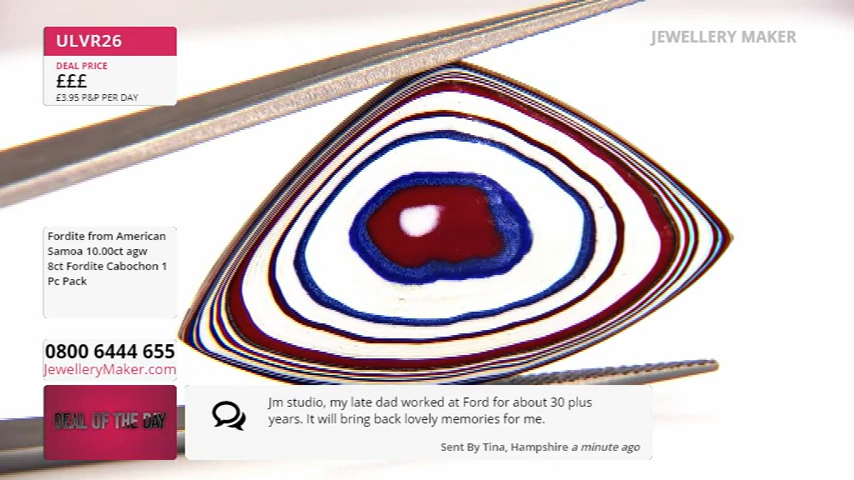 ULVR26
DEAL PRICE
£££
£3.95 P&P PER DAY
JEWELLERY MAKER
Fordite from American
Samoa 10.00ct agw
8ct Fordite Cabochon 1
Pc Pack
0800 6444 655
JewelleryMaker.com
DEAL OF THE DAY
Jm studio, my late dad worked at Ford for about 30 plus
years. It will bring back lovely memories for me.
Sent By Tina, Hampshire a minute ago